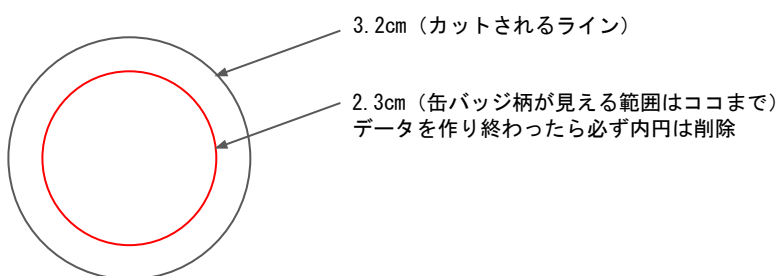 3.2cm（カットされるライン）
2.3cm（缶バッジ柄が見える範囲はココまで）
データを作り終わったら必ず内円は削除